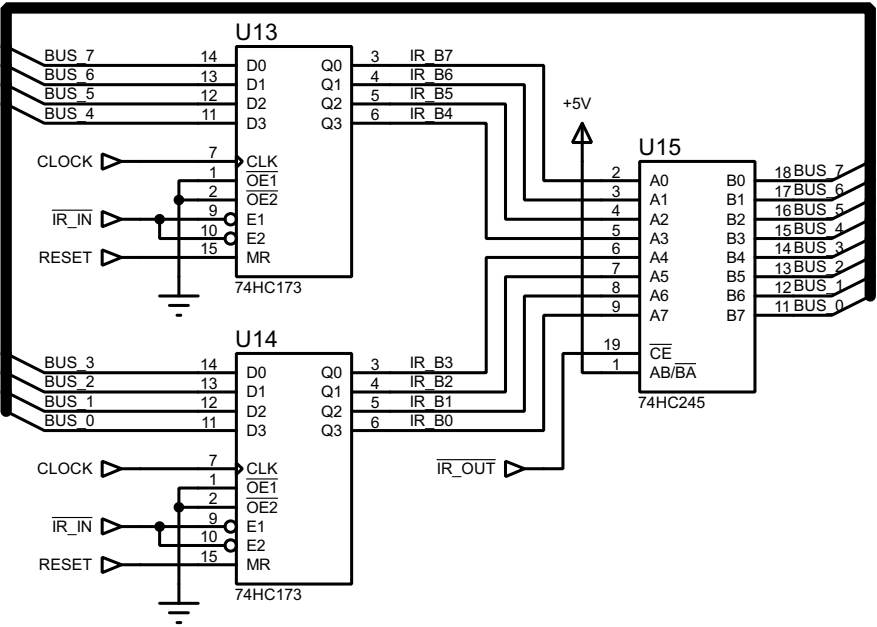 U13
BUS_7 14 D0 Q0 3 IR_B7
BUS_6 13 D1 Q1 4 IR_B6
BUS_5 12 D2 Q2 5 IR_B5
BUS_4 11 D3 Q3 6 IR_B4
CLOCK 7 CLK
1 OE1
2 OE2
IR_IN 9 E1
10 E2
RESET 15 MR
74HC173
+5V
U15
2 A0 B0 18 BUS_7
3 A1 B1 17 BUS_6
4 A2 B2 16 BUS_5
5 A3 B3 15 BUS_4
6 A4 B4 14 BUS_3
7 A5 B5 13 BUS_2
8 A6 B6 12 BUS_1
9 A7 B7 11 BUS_0
19 CE
1 AB/BA
74HC245
U14
BUS_3 14 D0 Q0 3 IR_B3
BUS_2 13 D1 Q1 4 IR_B2
BUS_1 12 D2 Q2 5 IR_B1
BUS_0 11 D3 Q3 6 IR_B0
CLOCK 7 CLK
1 OE1
2 OE2
IR_IN 9 E1
10 E2
RESET 15 MR
74HC173
IR_OUT